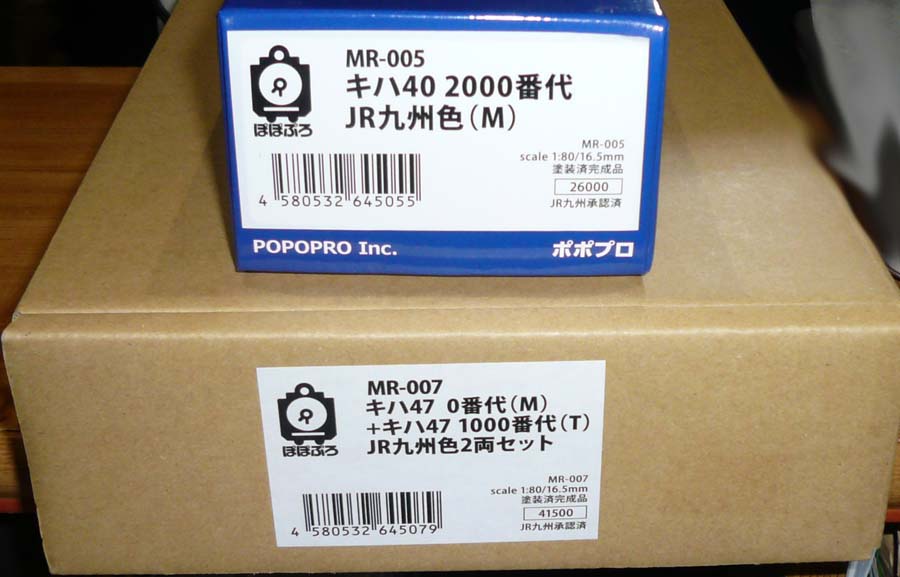 MR-005
キハ40 2000番代
JR九州色(M)
ぽぽぷろ
MR-005
scale 1:80/16.5mm
塗装済完成品
26000
JR九州承認済
4 580532 645055
POPOPRO Inc.
ポポプロ
MR-007
キハ47 0番代(M)
+キハ47 1000番代(T)
JR九州色2両セット
ぽぽぷろ
MR-007
scale 1:80/16.5mm
塗装済完成品
41500
JR九州承認済
4 580532 645079